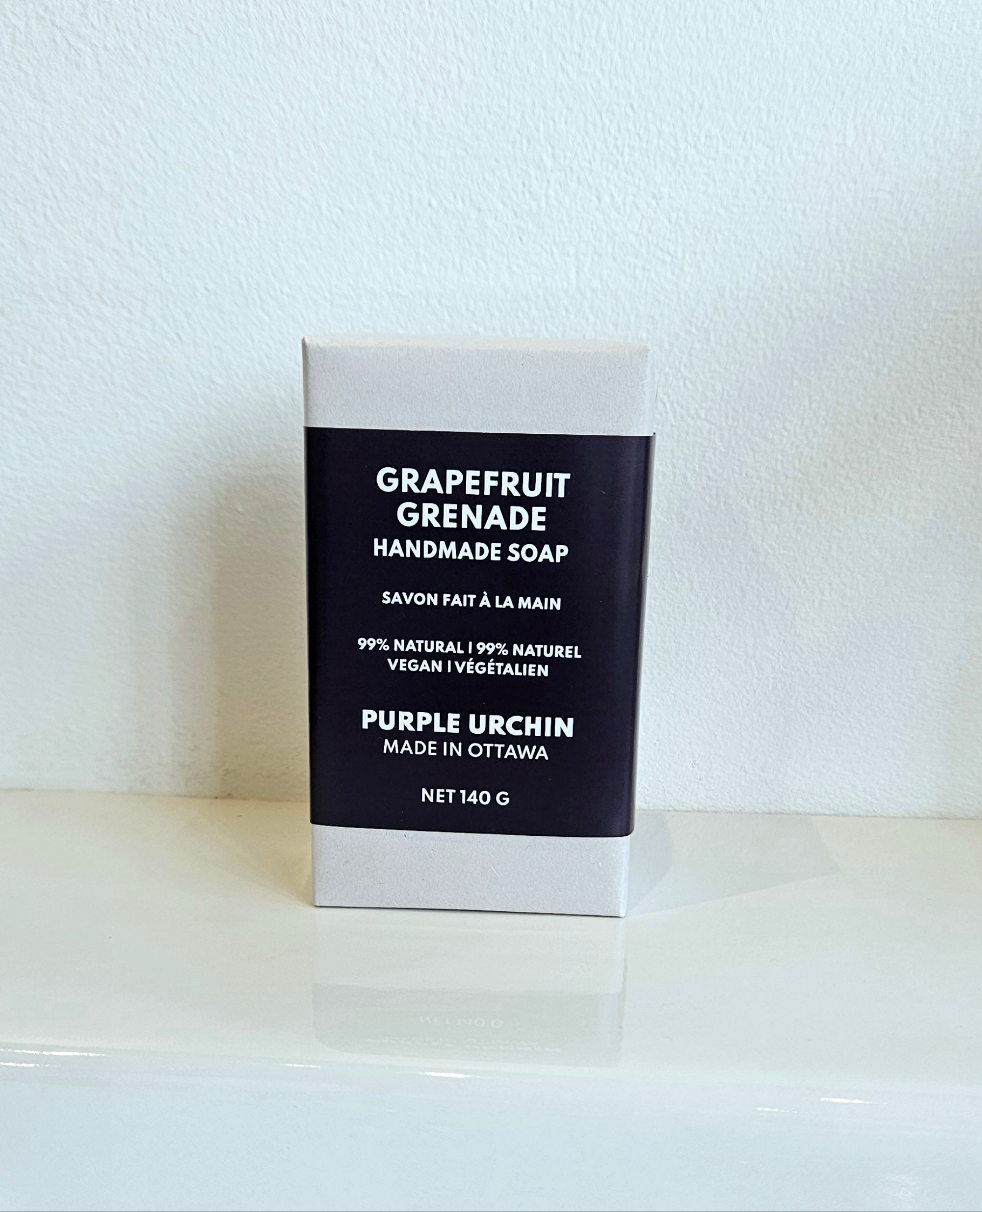 GRAPEFRUIT
GRENADE
HANDMADE SOAP
SAVON FAIT À LA MAIN
99% NATURAL | 99% NATUREL
VEGAN | VÉGÉTALIEN
PURPLE URCHIN
MADE IN OTTAWA
NET 140 G